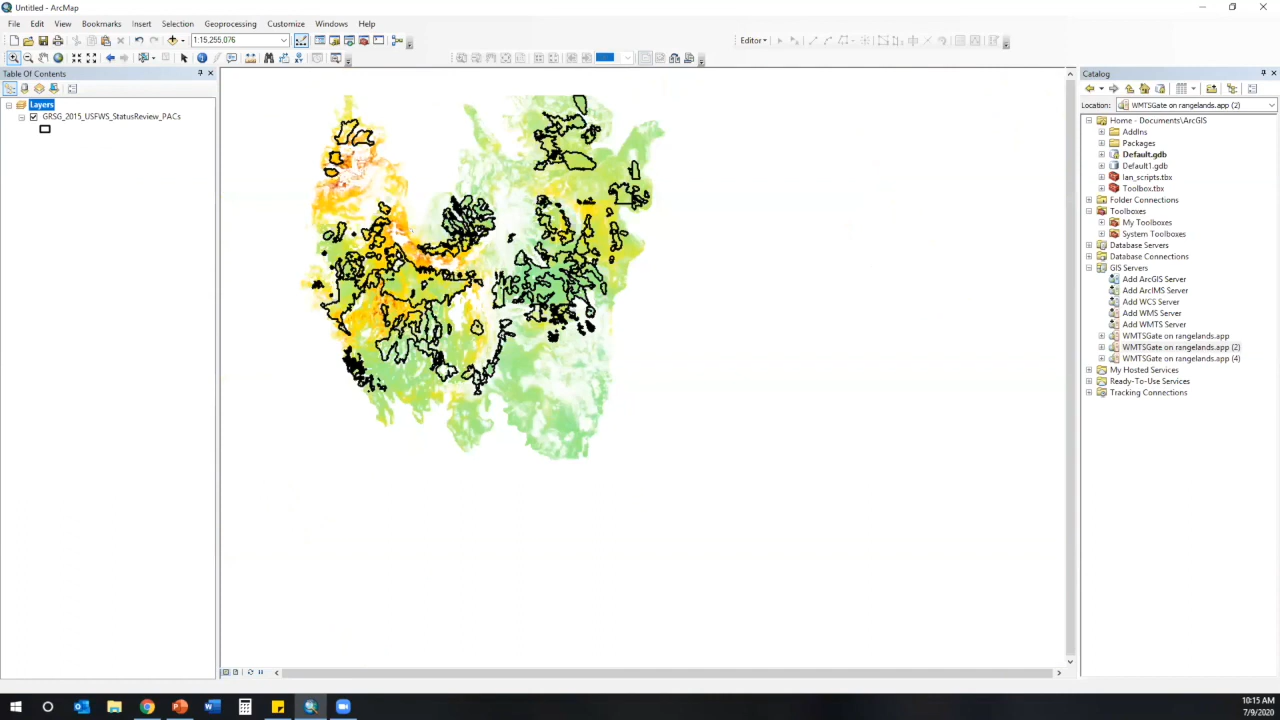 Untitled - ArcMap
File Edit View Bookmarks Insert Selection Geoprocessing Customize Windows Help
1:15,255,076
Editor
Table Of Contents
Layers
GRSG_2015_USFWS_StatusReview_PACs
Catalog
Location: WMTSGate on rangelands.app (2)
Home - Documents\ArcGIS
AddIns
Packages
Default.gdb
Default1.gdb
Toolbox.tbx
Folder Connections
Toolboxes
My Toolboxes
System Toolboxes
Database Servers
Database Connections
GIS Servers
Add ArcGIS Server
Add ArcIMS Server
Add WCS Server
Add WMS Server
Add WMTS Server
WMTSGate on rangelands.app
WMTSGate on rangelands.app (2)
WMTSGate on rangelands.app (4)
My Hosted Services
Ready-To-Use Services
Tracking Connections
10:15 AM
7/9/2020